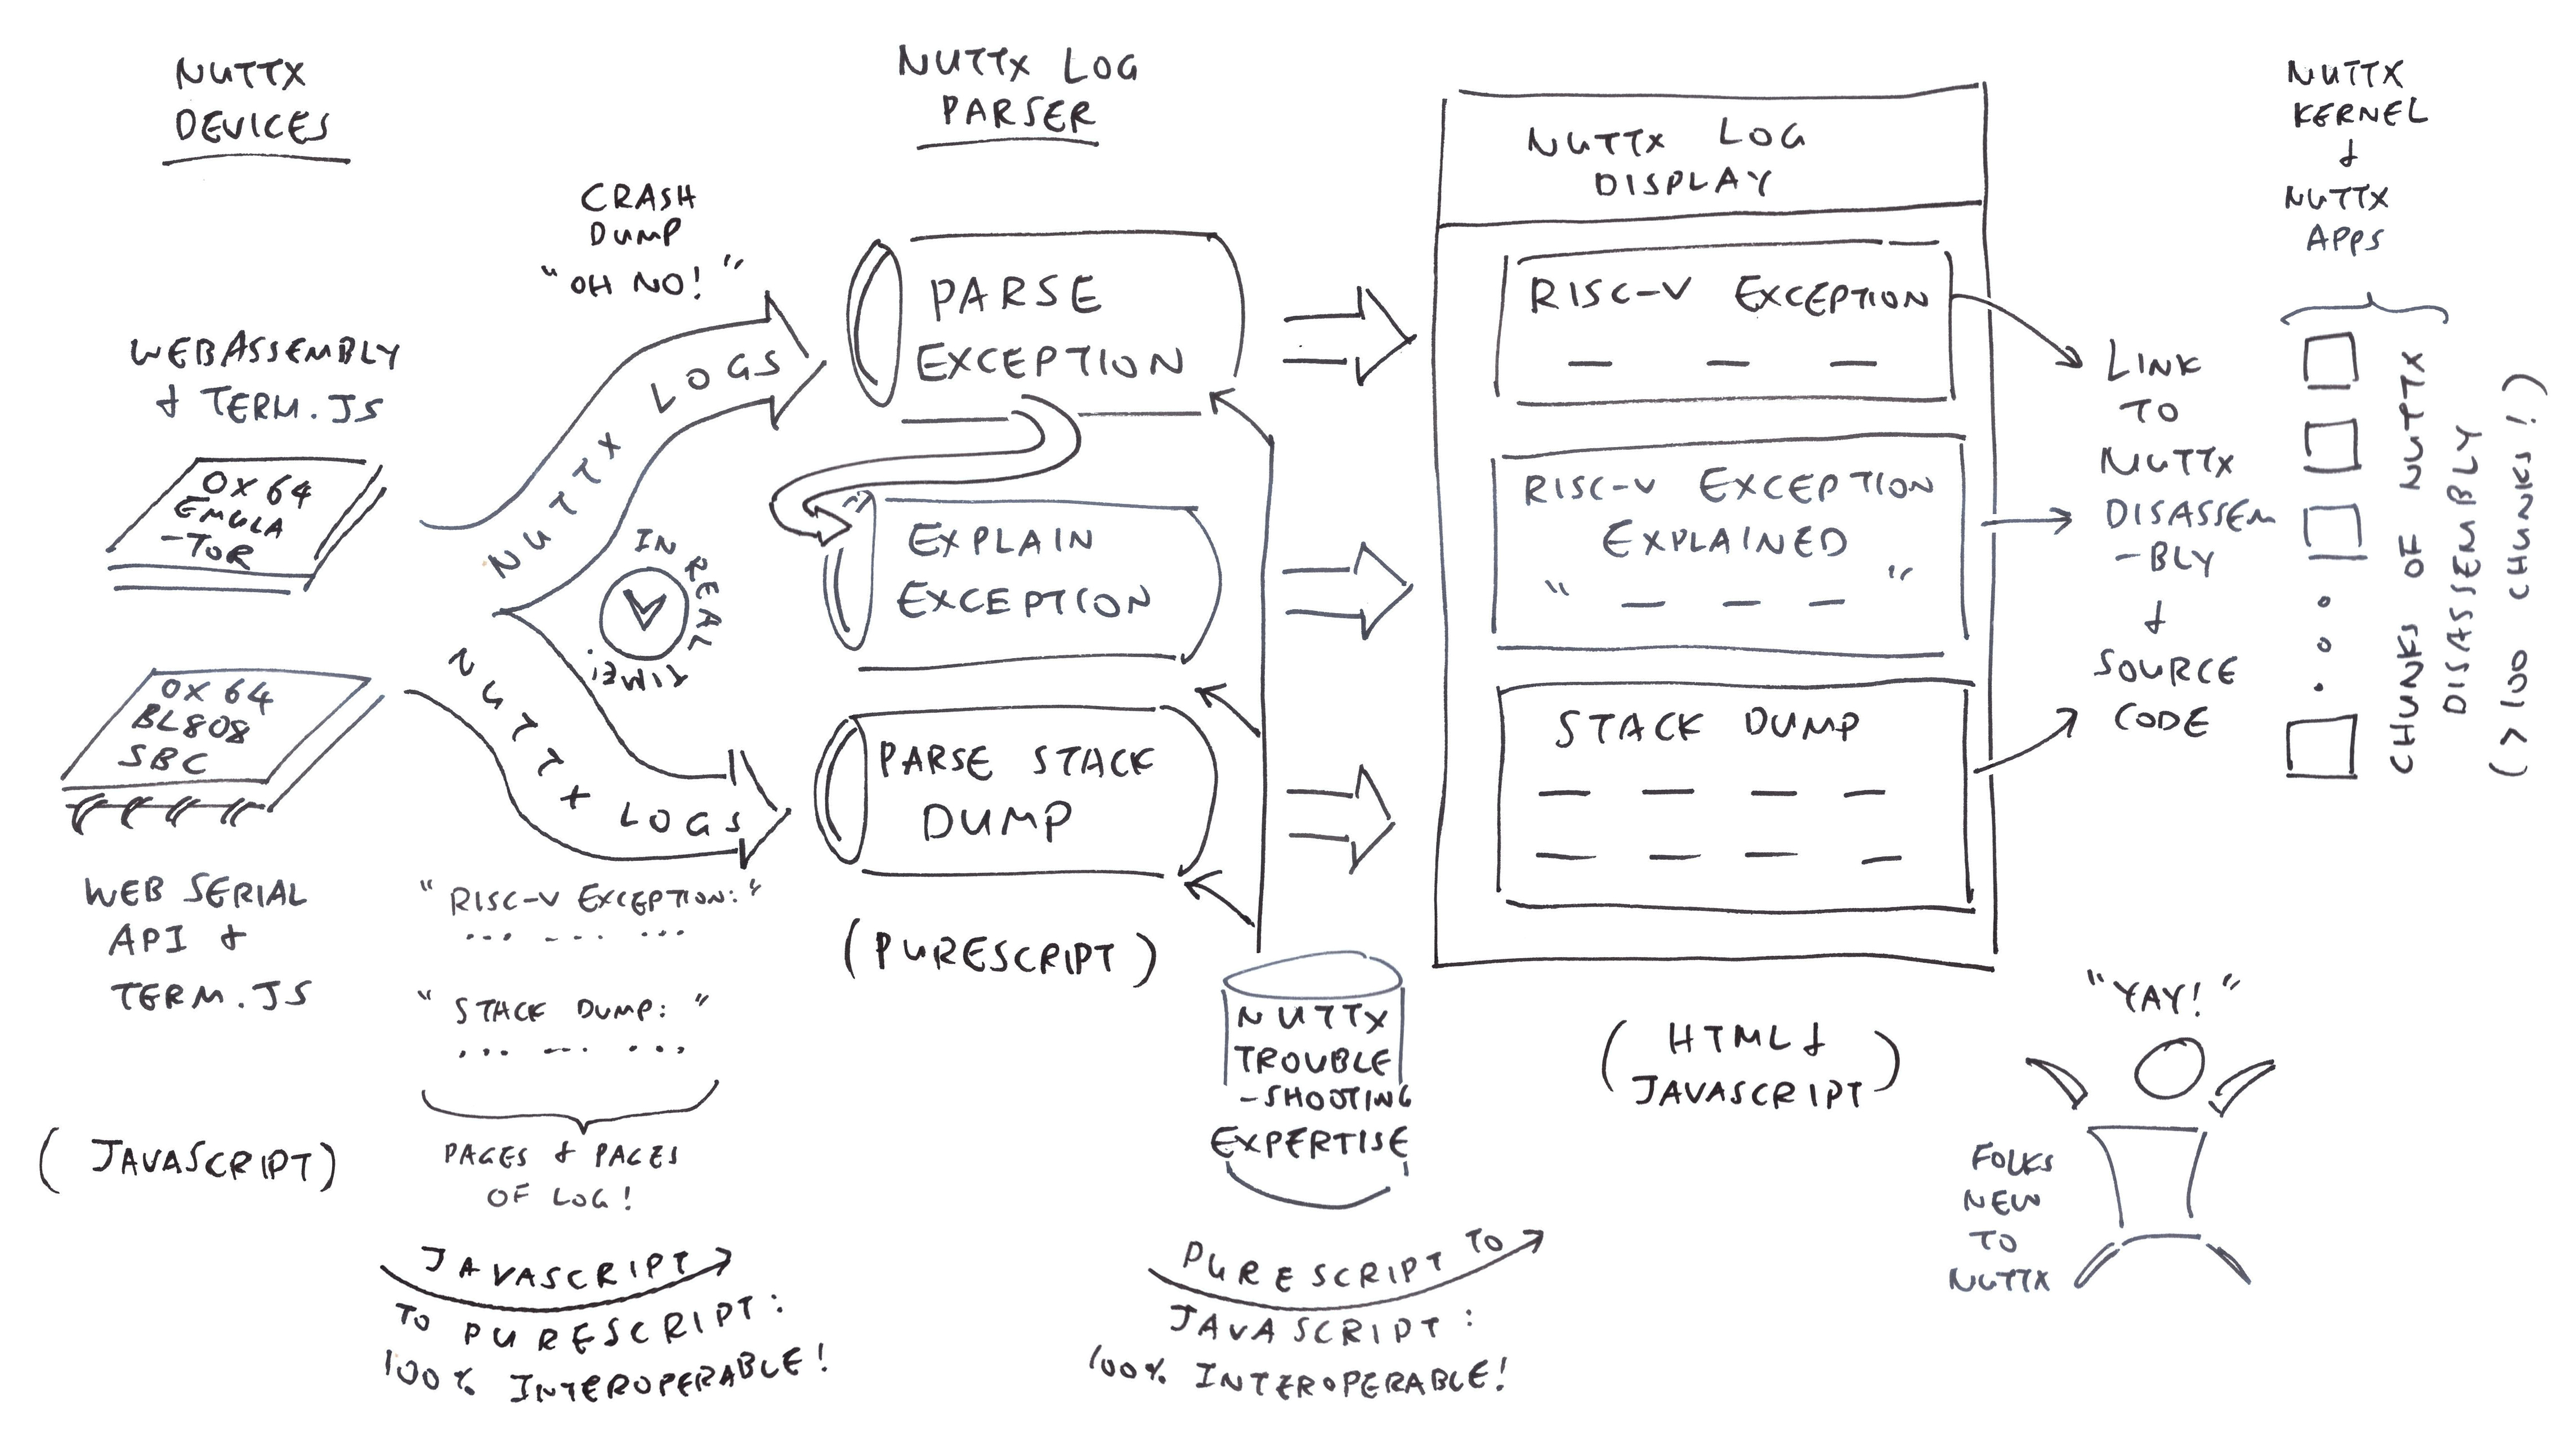 NUTTX
DEVICES
WEBASSEMBLY
& TERM.JS
OX64
EMULA
-TOR
OX64
BL808
SBC
WEB SERIAL
API &
TERM.JS
(JAVASCRIPT)
CRASH
DUMP
"OH NO!"
NUTTX LOGS
IN REAL TIME!
NUTTX LOGS
"RISC-V EXCEPTION:"
... ... ...
"STACK DUMP:"
... ... ...
PAGES & PAGES
OF LOG!
JAVASCRIPT
TO PURESCRIPT:
100% INTEROPERABLE!
NUTTX LOG
PARSER
PARSE
EXCEPTION
EXPLAIN
EXCEPTION
PARSE STACK
DUMP
(PURESCRIPT)
NUTTX
TROUBLE
-SHOOTING
EXPERTISE
PURESCRIPT TO
JAVASCRIPT:
100% INTEROPERABLE!
NUTTX LOG
DISPLAY
RISC-V EXCEPTION
— — —
RISC-V EXCEPTION
EXPLAINED
" — — — "
STACK DUMP
— — — —
— — — —
(HTML &
JAVASCRIPT)
LINK
TO
NUTTX
DISASSEM
-BLY
&
SOURCE
CODE
NUTTX
KERNEL
&
NUTTX
APPS
CHUNKS OF NUTTX
DISASSEMBLY
(>100 CHUNKS!)
"YAY!"
FOLKS
NEW
TO
NUTTX